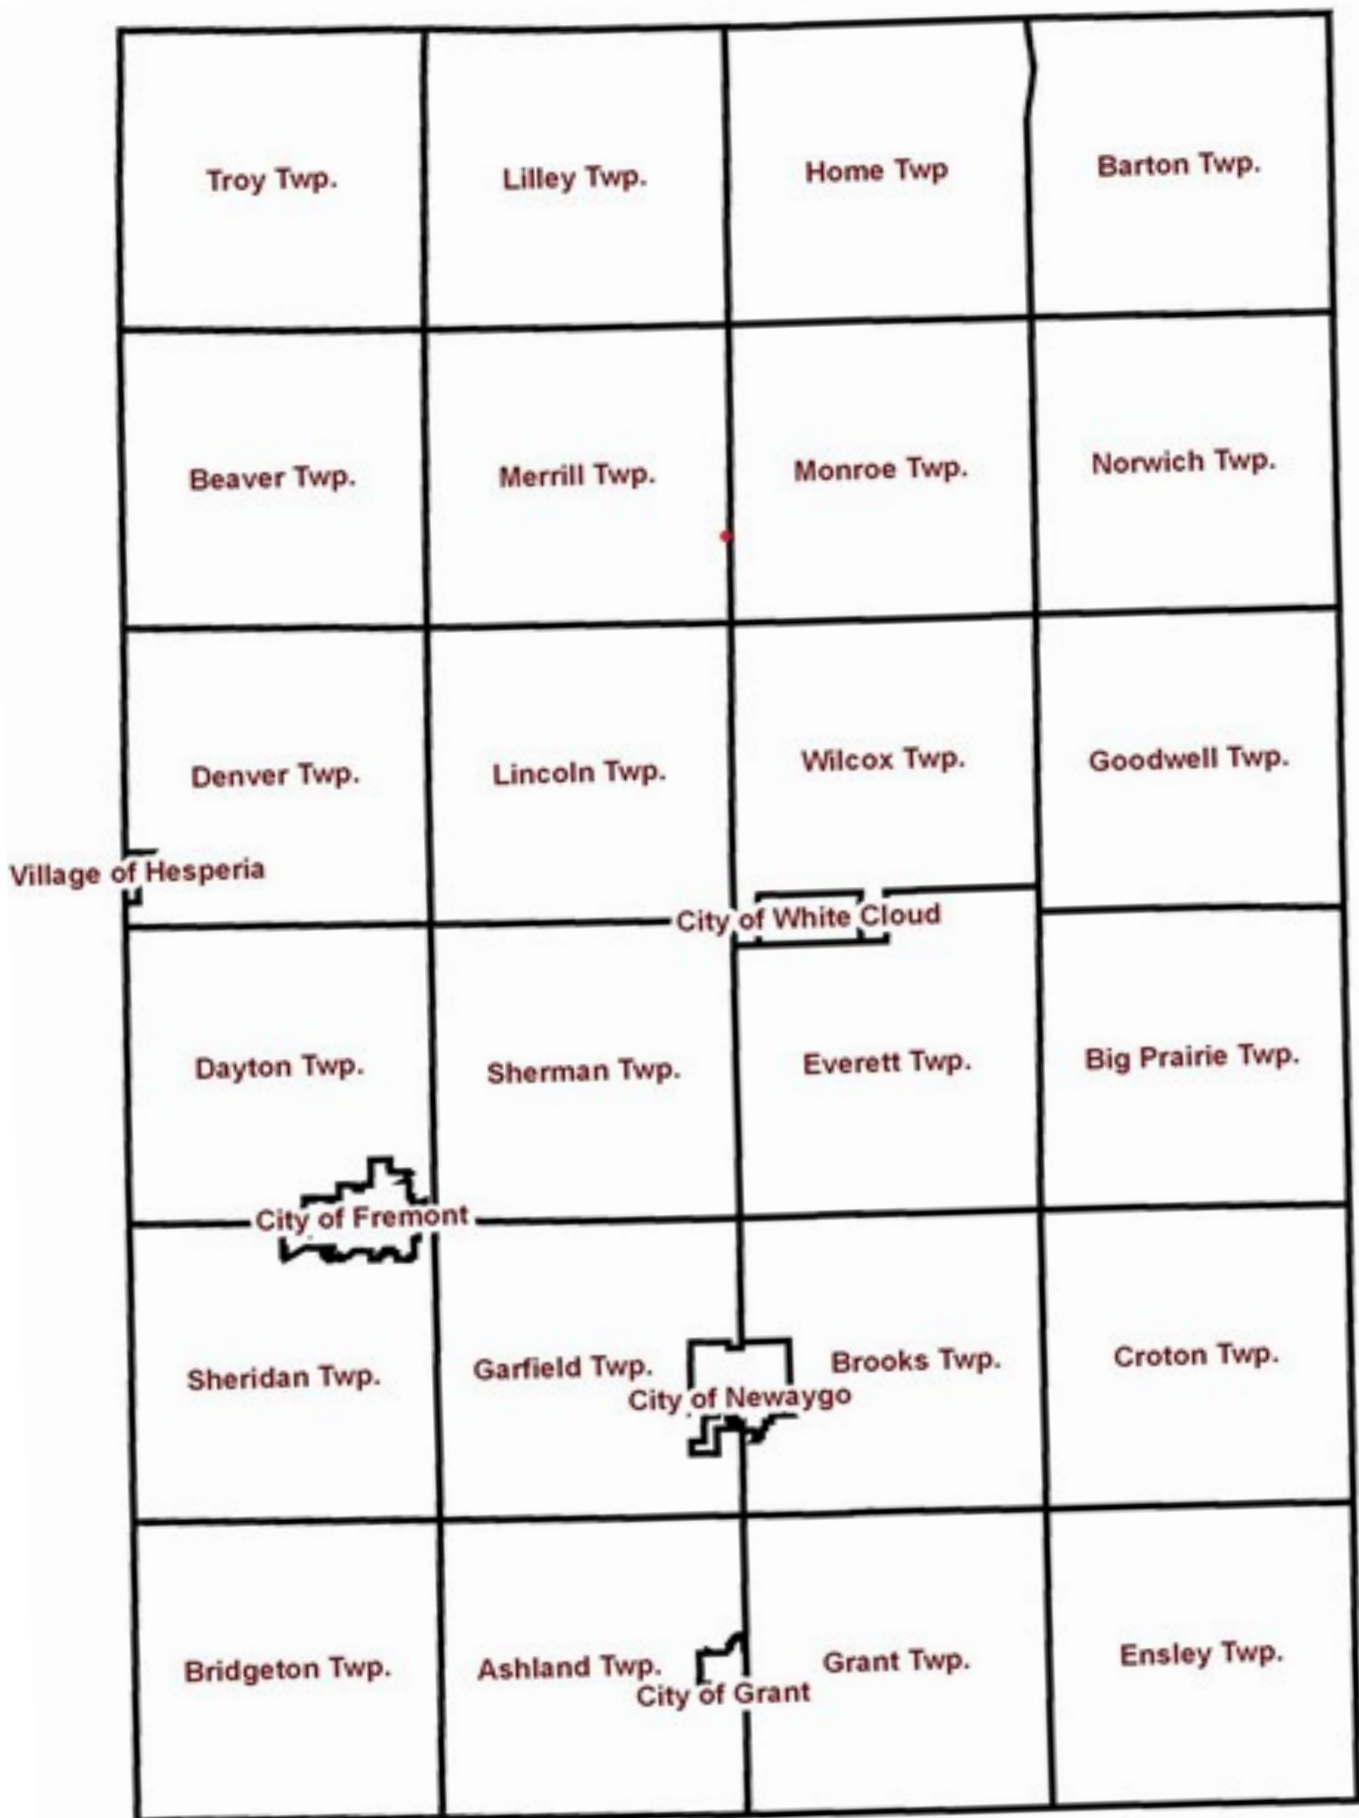 Troy Twp.
Lilley Twp.
Home Twp
Barton Twp.
Beaver Twp.
Merrill Twp.
Monroe Twp.
Norwich Twp.
Denver Twp.
Lincoln Twp.
Wilcox Twp.
Goodwell Twp.
Village of Hesperia
City of White Cloud
Dayton Twp.
Sherman Twp.
Everett Twp.
Big Prairie Twp.
City of Fremont
Sheridan Twp.
Garfield Twp.
Brooks Twp.
Croton Twp.
City of Newaygo
Bridgeton Twp.
Ashland Twp.
Grant Twp.
Ensley Twp.
City of Grant